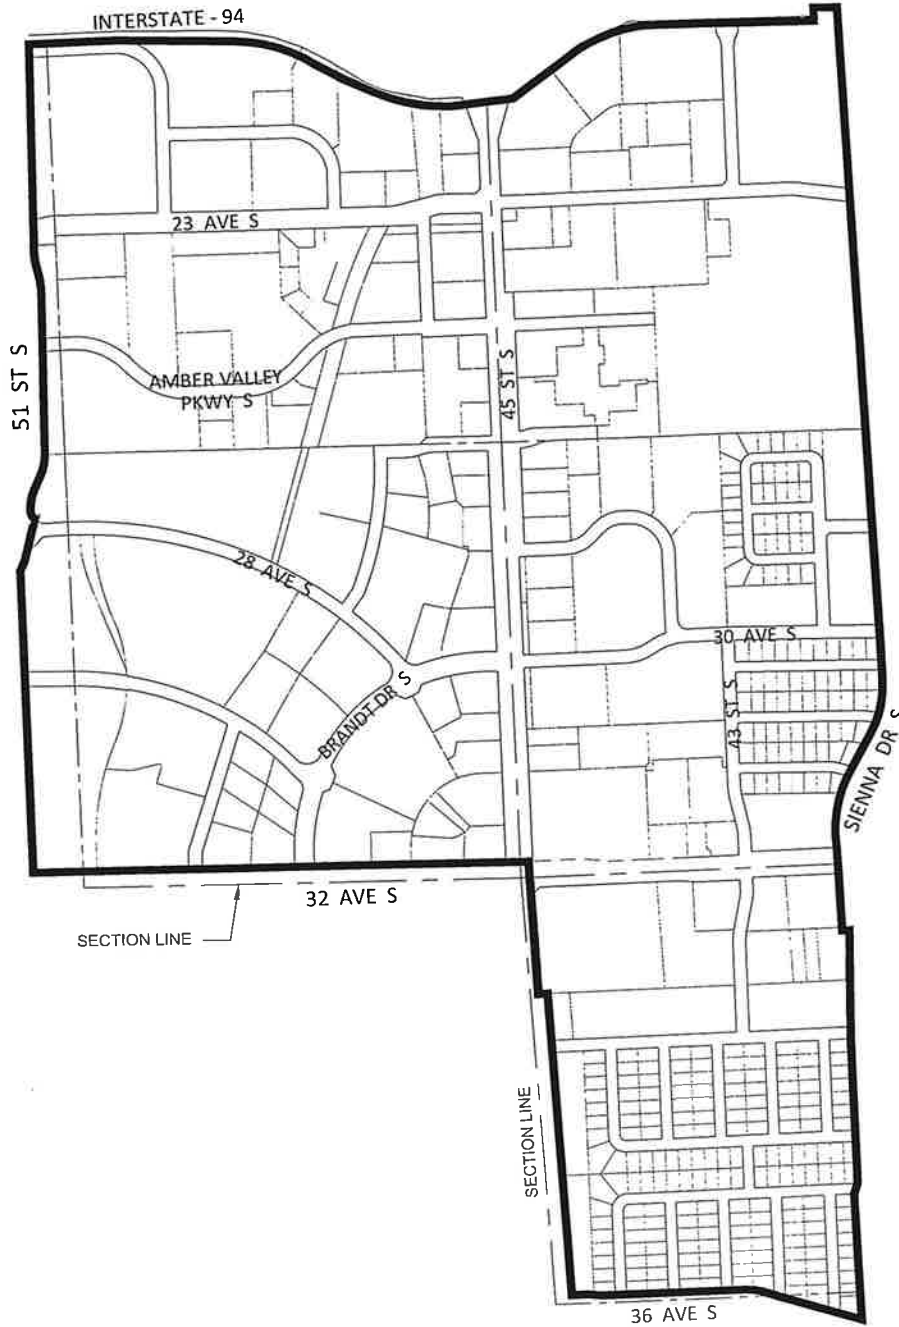 INTERSTATE - 94
23 AVE S
51 ST S
AMBER VALLEY
PKWY S
45 ST S
28 AVE S
30 AVE S
BRANDT DR S
43 ST S
SIENNA DR S
32 AVE S
SECTION LINE
SECTION LINE
36 AVE S